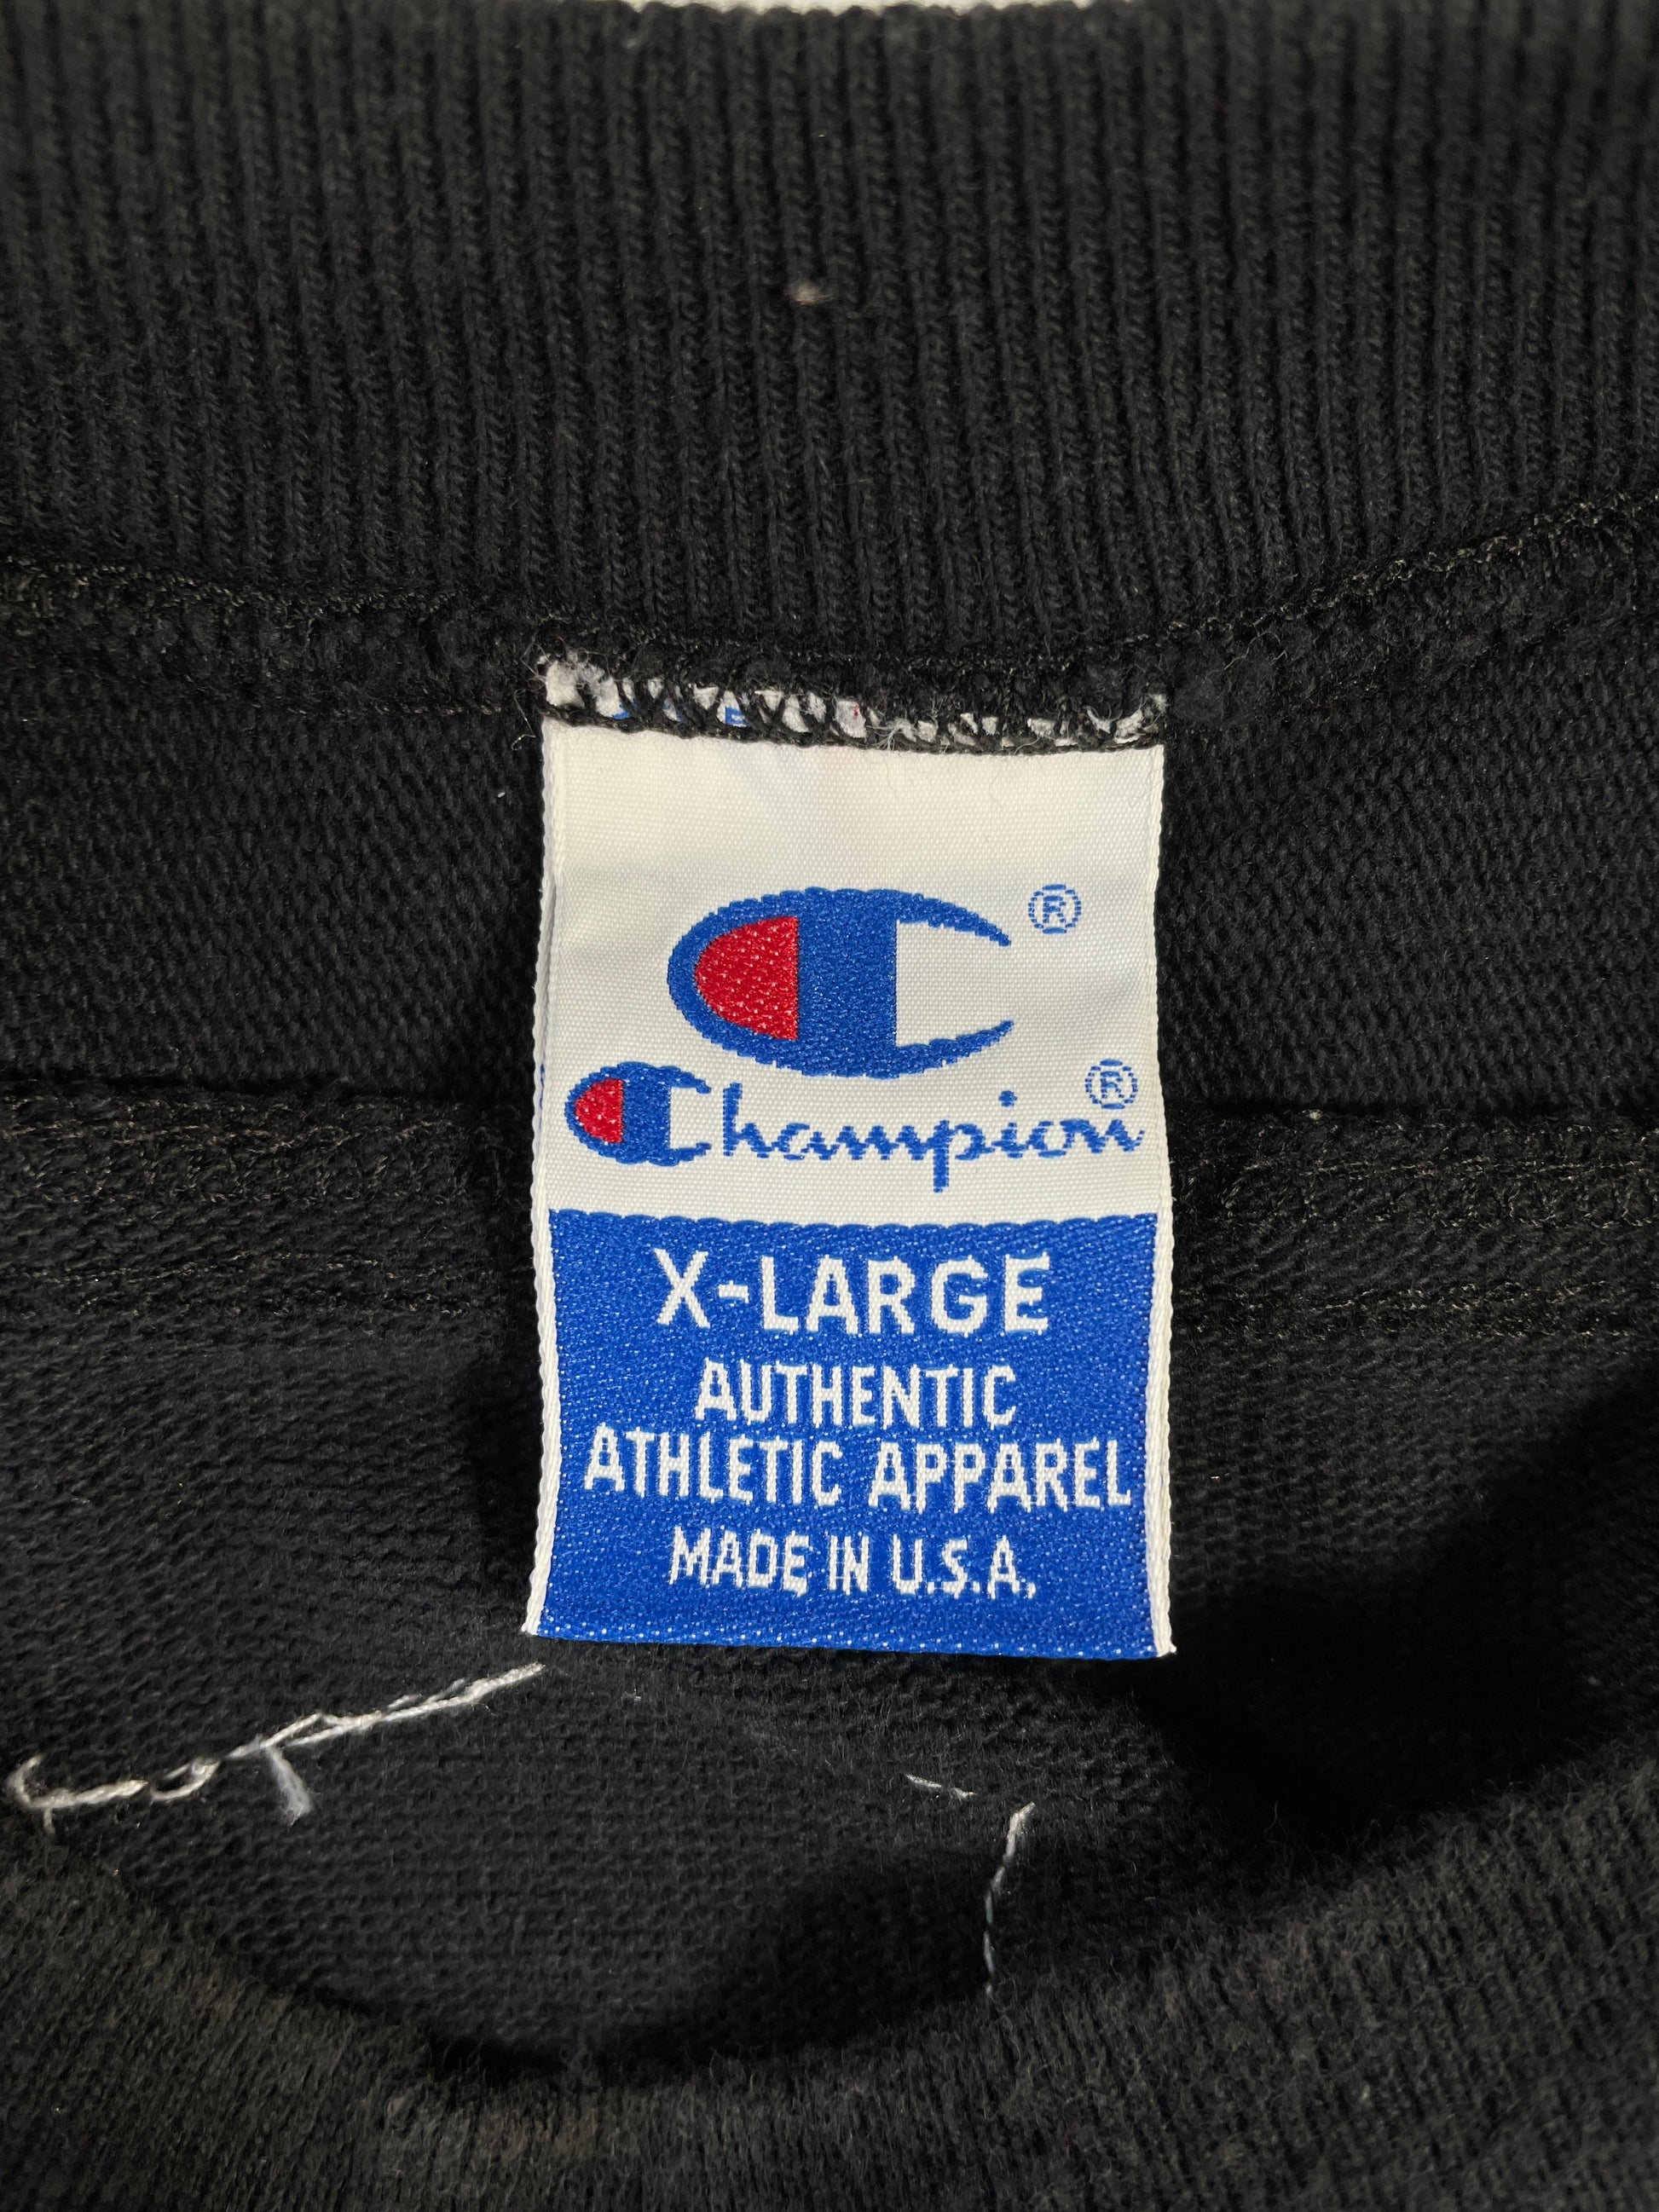 ®
Champion®
X-LARGE
AUTHENTIC
ATHLETIC APPAREL
MADE IN U.S.A.